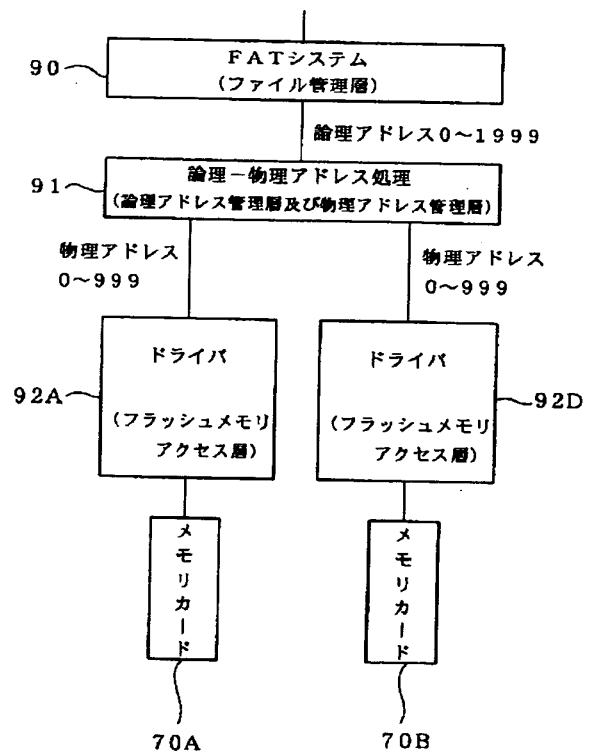 90
FATシステム
(ファイル管理層)
論理アドレス0~1999
91
論理-物理アドレス処理
(論理アドレス管理層及び物理アドレス管理層)
物理アドレス
0~999
物理アドレス
0~999
92A
ドライバ
(フラッシュメモリ
アクセス層)
ドライバ
(フラッシュメモリ
アクセス層)
92D
メモリカード
メモリカード
70A
70B